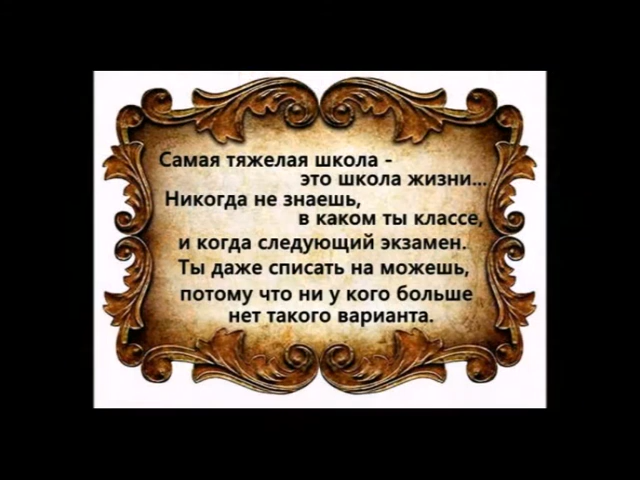 Самая тяжелая школа -
это школа жизни...
Никогда не знаешь,
в каком ты классе,
и когда следующий экзамен.
Ты даже списать на можешь,
потому что ни у кого больше
нет такого варианта.